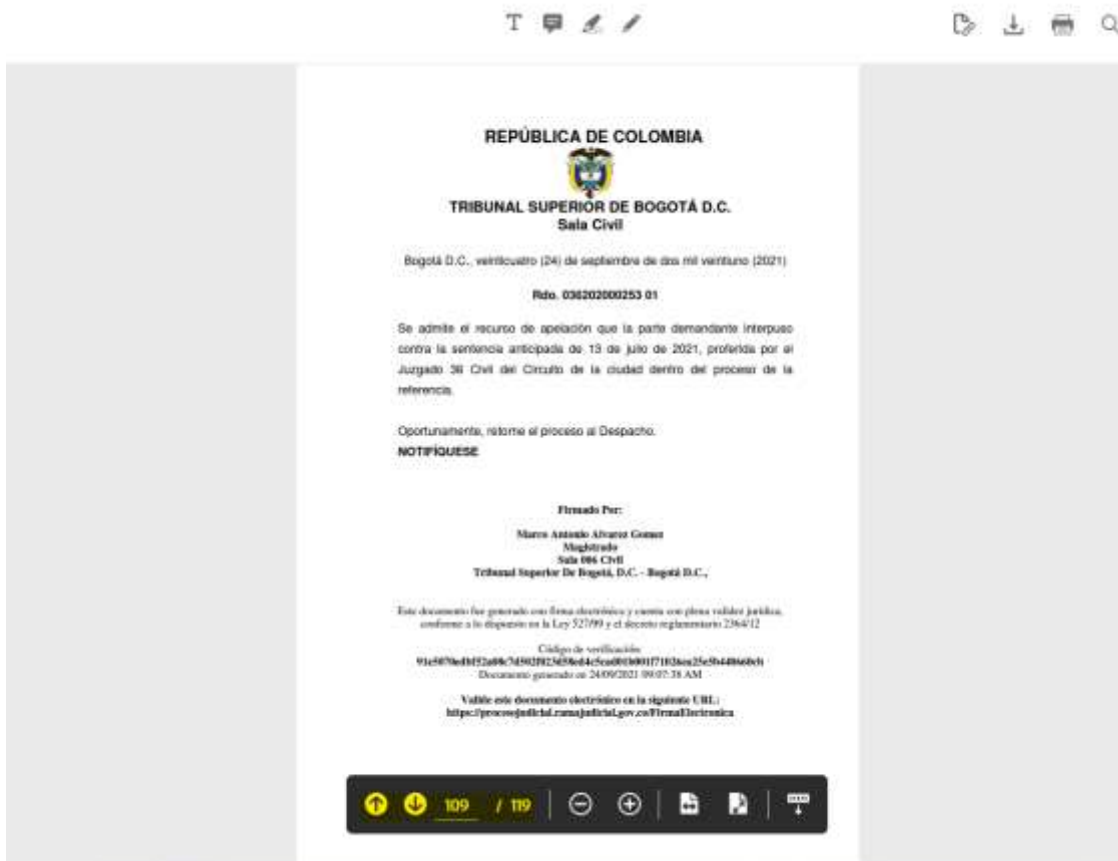 REPÚBLICA DE COLOMBIA
TRIBUNAL SUPERIOR DE BOGOTÁ D.C.
Sala Civil
Bogotá D.C., veinticuatro (24) de septiembre de dos mil veintiuno (2021)
Rdo. 036202000253 01
Se admite el recurso de apelación que la parte demandante interpuso
contra la sentencia anticipada de 13 de julio de 2021, proferida por el
Juzgado 36 Civil del Circuito de la ciudad dentro del proceso de la
referencia.
Oportunamente, retorne el proceso al Despacho.
NOTIFÍQUESE
Firmado Por:
Marco Antonio Alvarez Gomez
Magistrado
Sala 006 Civil
Tribunal Superior De Bogotá, D.C. - Bogotá D.C.,
Este documento fue generado con firma electrónica y cuenta con plena validez jurídica,
conforme a lo dispuesto en la Ley 527/99 y el decreto reglamentario 2364/12
Código de verificación:
Documento generado en 24/09/2021 09:07:38 AM
Valide este documento electrónico en la siguiente URL:
https://procesojudicial.ramajudicial.gov.co/FirmaElectronica
109 / 119